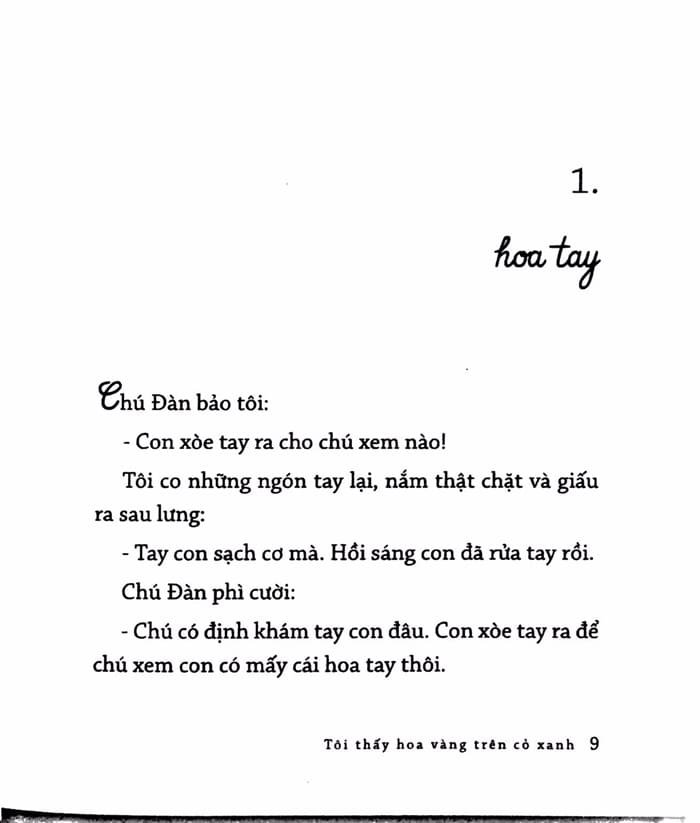 1.
hoa tay
Chú Đàn bảo tôi:
- Con xòe tay ra cho chú xem nào!
Tôi co những ngón tay lại, nắm thật chặt và giấu
ra sau lưng:
- Tay con sạch cơ mà. Hồi sáng con đã rửa tay rồi.
Chú Đàn phì cười:
- Chú có định khám tay con đâu. Con xòe tay ra để
chú xem con có mấy cái hoa tay thôi.
Tôi thấy hoa vàng trên cỏ xanh 9